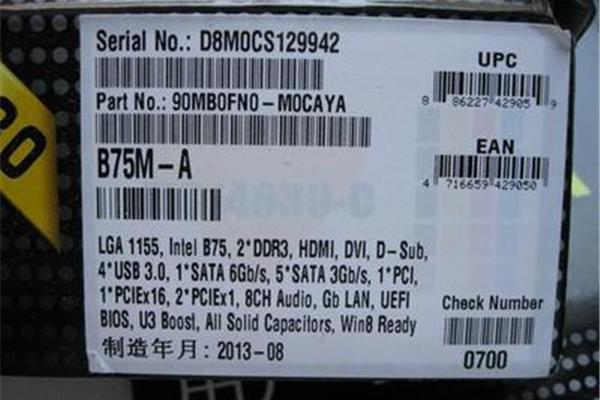 Serial No.: D8M0CS129942
UPC
8 86227 42905 9
Part No.: 90MB0FN0-M0CAYA
EAN
4 716659 429050
B75M-A
LGA 1155, Intel B75, 2*DDR3, HDMI, DVI, D-Sub,
4*USB 3.0, 1*SATA 6Gb/s, 5*SATA 3Gb/s, 1*PCI,
1*PCIEx16, 2*PCIEx1, 8CH Audio, Gb LAN, UEFI
BIOS, U3 Boost, All Solid Capacitors, Win8 Ready
制造年月: 2013-08
Check Number
0700